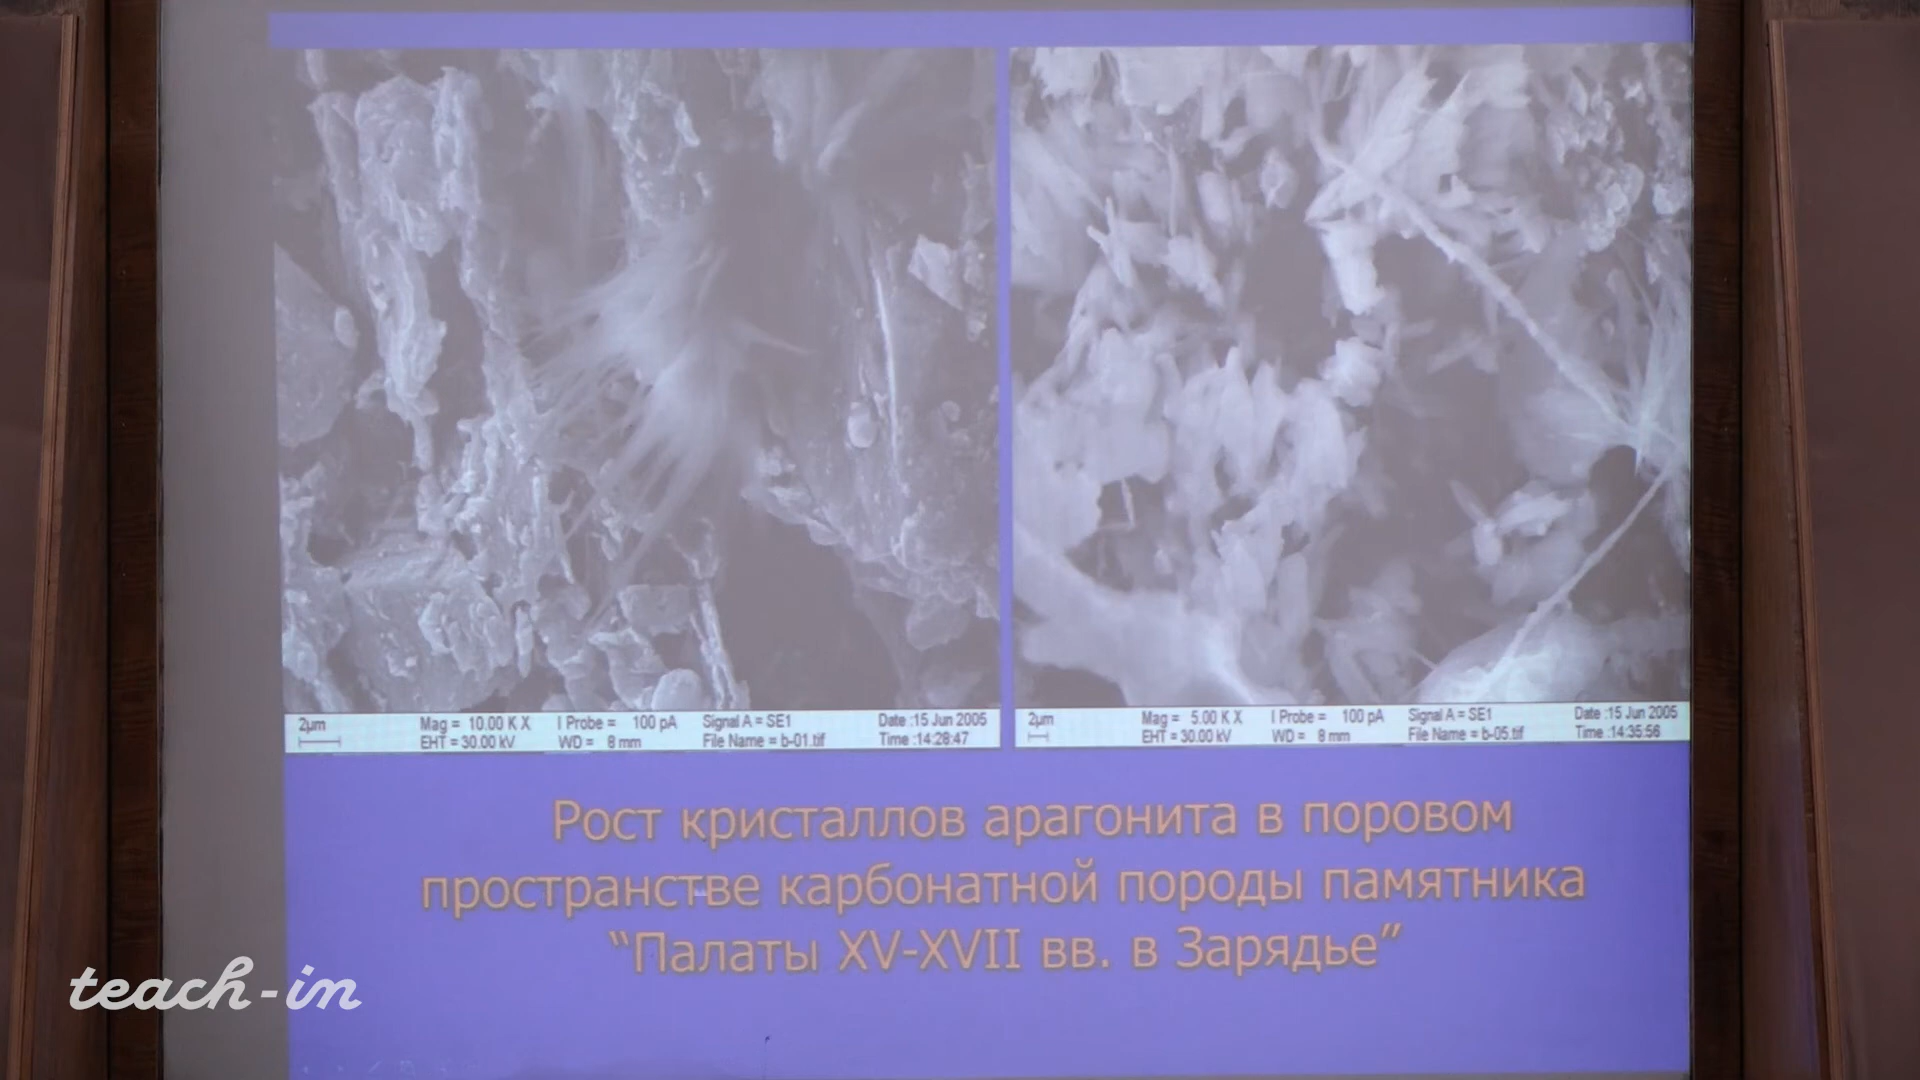 2µm Mag = 10.00 K X I Probe = 100 pA Signal A = SE1 Date :15 Jun 2005
EHT = 30.00 kV WD = 8 mm File Name = b-01.tif Time :14:28:47
2µm Mag = 5.00 K X I Probe = 100 pA Signal A = SE1 Date :15 Jun 2005
EHT = 30.00 kV WD = 8 mm File Name = b-05.tif Time :14:35:56
Рост кристаллов арагонита в поровом
пространстве карбонатной породы памятника
“Палаты XV-XVII вв. в Зарядье”
teach-in